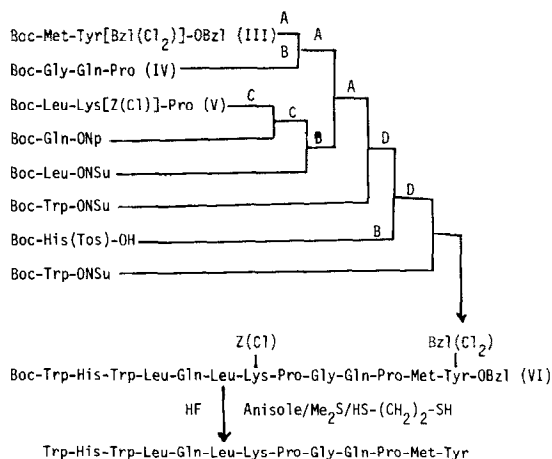 Boc-Met-Tyr[Bzl(Cl2)]-OBzl (III) A A
Boc-Gly-Gln-Pro (IV) B
Boc-Leu-Lys[Z(Cl)]-Pro (V) C C A
Boc-Gln-ONp B D
Boc-Leu-ONSu
Boc-Trp-ONSu D
Boc-His(Tos)-OH B
Boc-Trp-ONSu
Z(Cl) Bzl(Cl2)
Boc-Trp-His-Trp-Leu-Gln-Leu-Lys-Pro-Gly-Gln-Pro-Met-Tyr-OBzl (VI)
HF Anisole/Me2S/HS-(CH2)2-SH
Trp-His-Trp-Leu-Gln-Leu-Lys-Pro-Gly-Gln-Pro-Met-Tyr